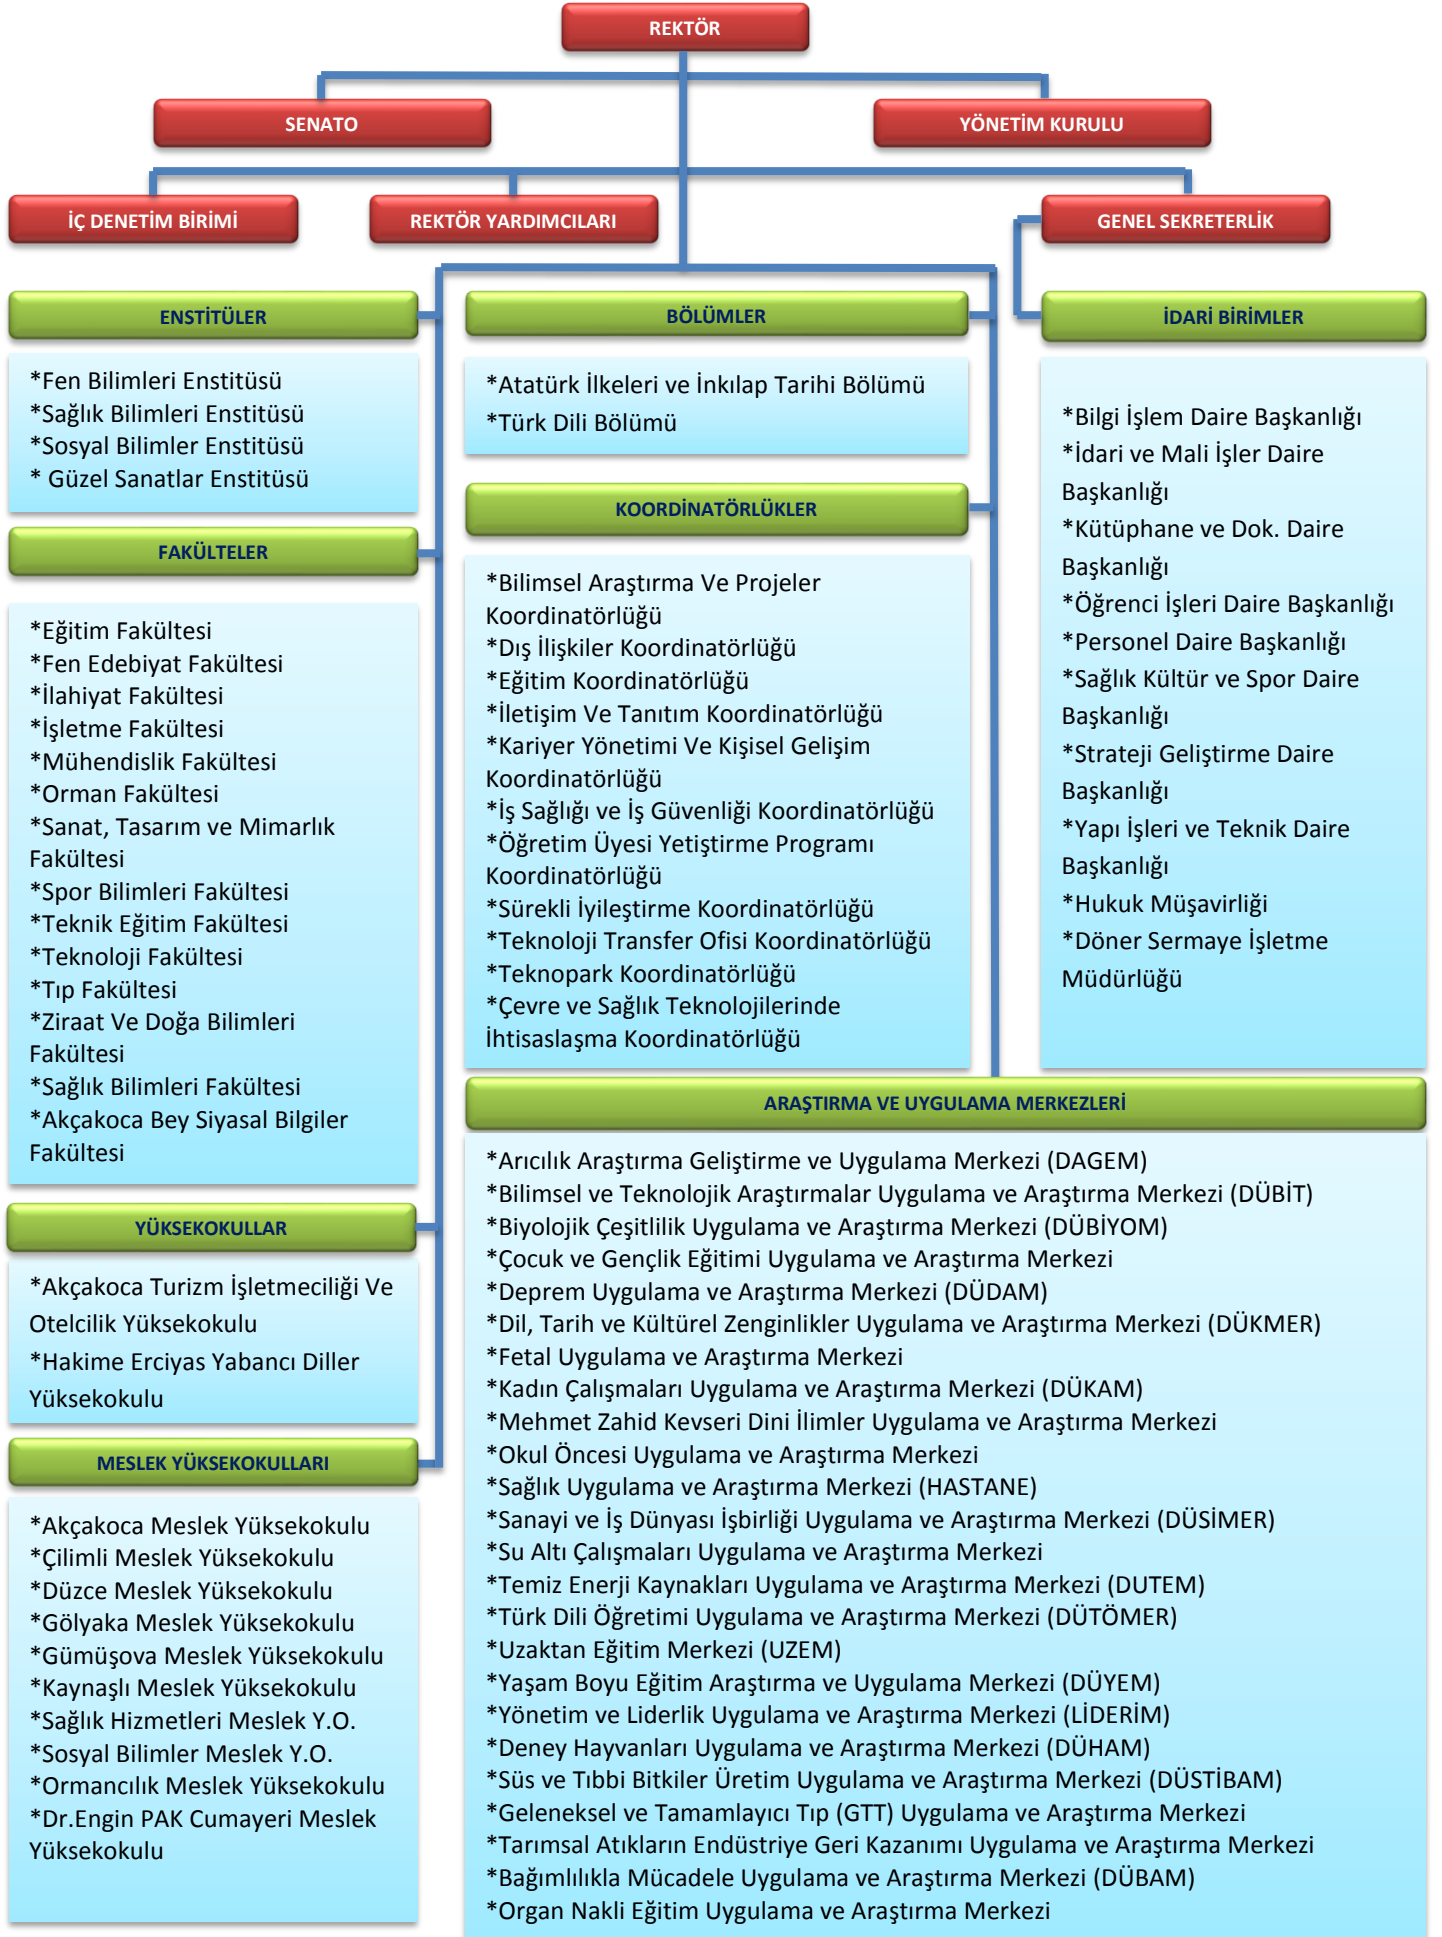 REKTÖR
SENATO
YÖNETİM KURULU
İÇ DENETİM BİRİMİ
REKTÖR YARDIMCILARI
GENEL SEKRETERLİK
ENSTİTÜLER
*Fen Bilimleri Enstitüsü
*Sağlık Bilimleri Enstitüsü
*Sosyal Bilimler Enstitüsü
* Güzel Sanatlar Enstitüsü
FAKÜLTELER
*Eğitim Fakültesi
*Fen Edebiyat Fakültesi
*İlahiyat Fakültesi
*İşletme Fakültesi
*Mühendislik Fakültesi
*Orman Fakültesi
*Sanat, Tasarım ve Mimarlık
Fakültesi
*Spor Bilimleri Fakültesi
*Teknik Eğitim Fakültesi
*Teknoloji Fakültesi
*Tıp Fakültesi
*Ziraat Ve Doğa Bilimleri
Fakültesi
*Sağlık Bilimleri Fakültesi
*Akçakoca Bey Siyasal Bilgiler
Fakültesi
YÜKSEKOKULLAR
*Akçakoca Turizm İşletmeciliği Ve
Otelcilik Yüksekokulu
*Hakime Erciyas Yabancı Diller
Yüksekokulu
MESLEK YÜKSEKOKULLARI
*Akçakoca Meslek Yüksekokulu
*Çilimli Meslek Yüksekokulu
*Düzce Meslek Yüksekokulu
*Gölyaka Meslek Yüksekokulu
*Gümüşova Meslek Yüksekokulu
*Kaynaşlı Meslek Yüksekokulu
*Sağlık Hizmetleri Meslek Y.O.
*Sosyal Bilimler Meslek Y.O.
*Ormancılık Meslek Yüksekokulu
*Dr.Engin PAK Cumayeri Meslek
Yüksekokulu
BÖLÜMLER
*Atatürk İlkeleri ve İnkılap Tarihi Bölümü
*Türk Dili Bölümü
KOORDİNATÖRLÜKLER
*Bilimsel Araştırma Ve Projeler
Koordinatörlüğü
*Dış İlişkiler Koordinatörlüğü
*Eğitim Koordinatörlüğü
*İletişim Ve Tanıtım Koordinatörlüğü
*Kariyer Yönetimi Ve Kişisel Gelişim
Koordinatörlüğü
*İş Sağlığı ve İş Güvenliği Koordinatörlüğü
*Öğretim Üyesi Yetiştirme Programı
Koordinatörlüğü
*Sürekli İyileştirme Koordinatörlüğü
*Teknoloji Transfer Ofisi Koordinatörlüğü
*Teknopark Koordinatörlüğü
*Çevre ve Sağlık Teknolojilerinde
İhtisaslaşma Koordinatörlüğü
İDARİ BİRİMLER
*Bilgi İşlem Daire Başkanlığı
*İdari ve Mali İşler Daire
Başkanlığı
*Kütüphane ve Dok. Daire
Başkanlığı
*Öğrenci İşleri Daire Başkanlığı
*Personel Daire Başkanlığı
*Sağlık Kültür ve Spor Daire
Başkanlığı
*Strateji Geliştirme Daire
Başkanlığı
*Yapı İşleri ve Teknik Daire
Başkanlığı
*Hukuk Müşavirliği
*Döner Sermaye İşletme
Müdürlüğü
ARAŞTIRMA VE UYGULAMA MERKEZLERİ
*Arıcılık Araştırma Geliştirme ve Uygulama Merkezi (DAGEM)
*Bilimsel ve Teknolojik Araştırmalar Uygulama ve Araştırma Merkezi (DÜBİT)
*Biyolojik Çeşitlilik Uygulama ve Araştırma Merkezi (DÜBİYOM)
*Çocuk ve Gençlik Eğitimi Uygulama ve Araştırma Merkezi
*Deprem Uygulama ve Araştırma Merkezi (DÜDAM)
*Dil, Tarih ve Kültürel Zenginlikler Uygulama ve Araştırma Merkezi (DÜKMER)
*Fetal Uygulama ve Araştırma Merkezi
*Kadın Çalışmaları Uygulama ve Araştırma Merkezi (DÜKAM)
*Mehmet Zahid Kevseri Dini İlimler Uygulama ve Araştırma Merkezi
*Okul Öncesi Uygulama ve Araştırma Merkezi
*Sağlık Uygulama ve Araştırma Merkezi (HASTANE)
*Sanayi ve İş Dünyası İşbirliği Uygulama ve Araştırma Merkezi (DÜSİMER)
*Su Altı Çalışmaları Uygulama ve Araştırma Merkezi
*Temiz Enerji Kaynakları Uygulama ve Araştırma Merkezi (DUTEM)
*Türk Dili Öğretimi Uygulama ve Araştırma Merkezi (DÜTÖMER)
*Uzaktan Eğitim Merkezi (UZEM)
*Yaşam Boyu Eğitim Araştırma ve Uygulama Merkezi (DÜYEM)
*Yönetim ve Liderlik Uygulama ve Araştırma Merkezi (LİDERİM)
*Deney Hayvanları Uygulama ve Araştırma Merkezi (DÜHAM)
*Süs ve Tıbbi Bitkiler Üretim Uygulama ve Araştırma Merkezi (DÜSTİBAM)
*Geleneksel ve Tamamlayıcı Tıp (GTT) Uygulama ve Araştırma Merkezi
*Tarımsal Atıkların Endüstriye Geri Kazanımı Uygulama ve Araştırma Merkezi
*Bağımlılıkla Mücadele Uygulama ve Araştırma Merkezi (DÜBAM)
*Organ Nakli Eğitim Uygulama ve Araştırma Merkezi